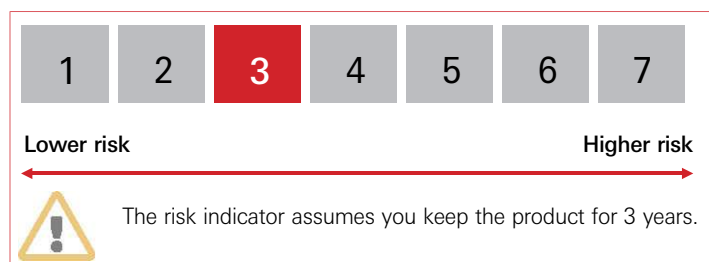 1 2 3 4 5 6 7
Lower risk Higher risk
The risk indicator assumes you keep the product for 3 years.